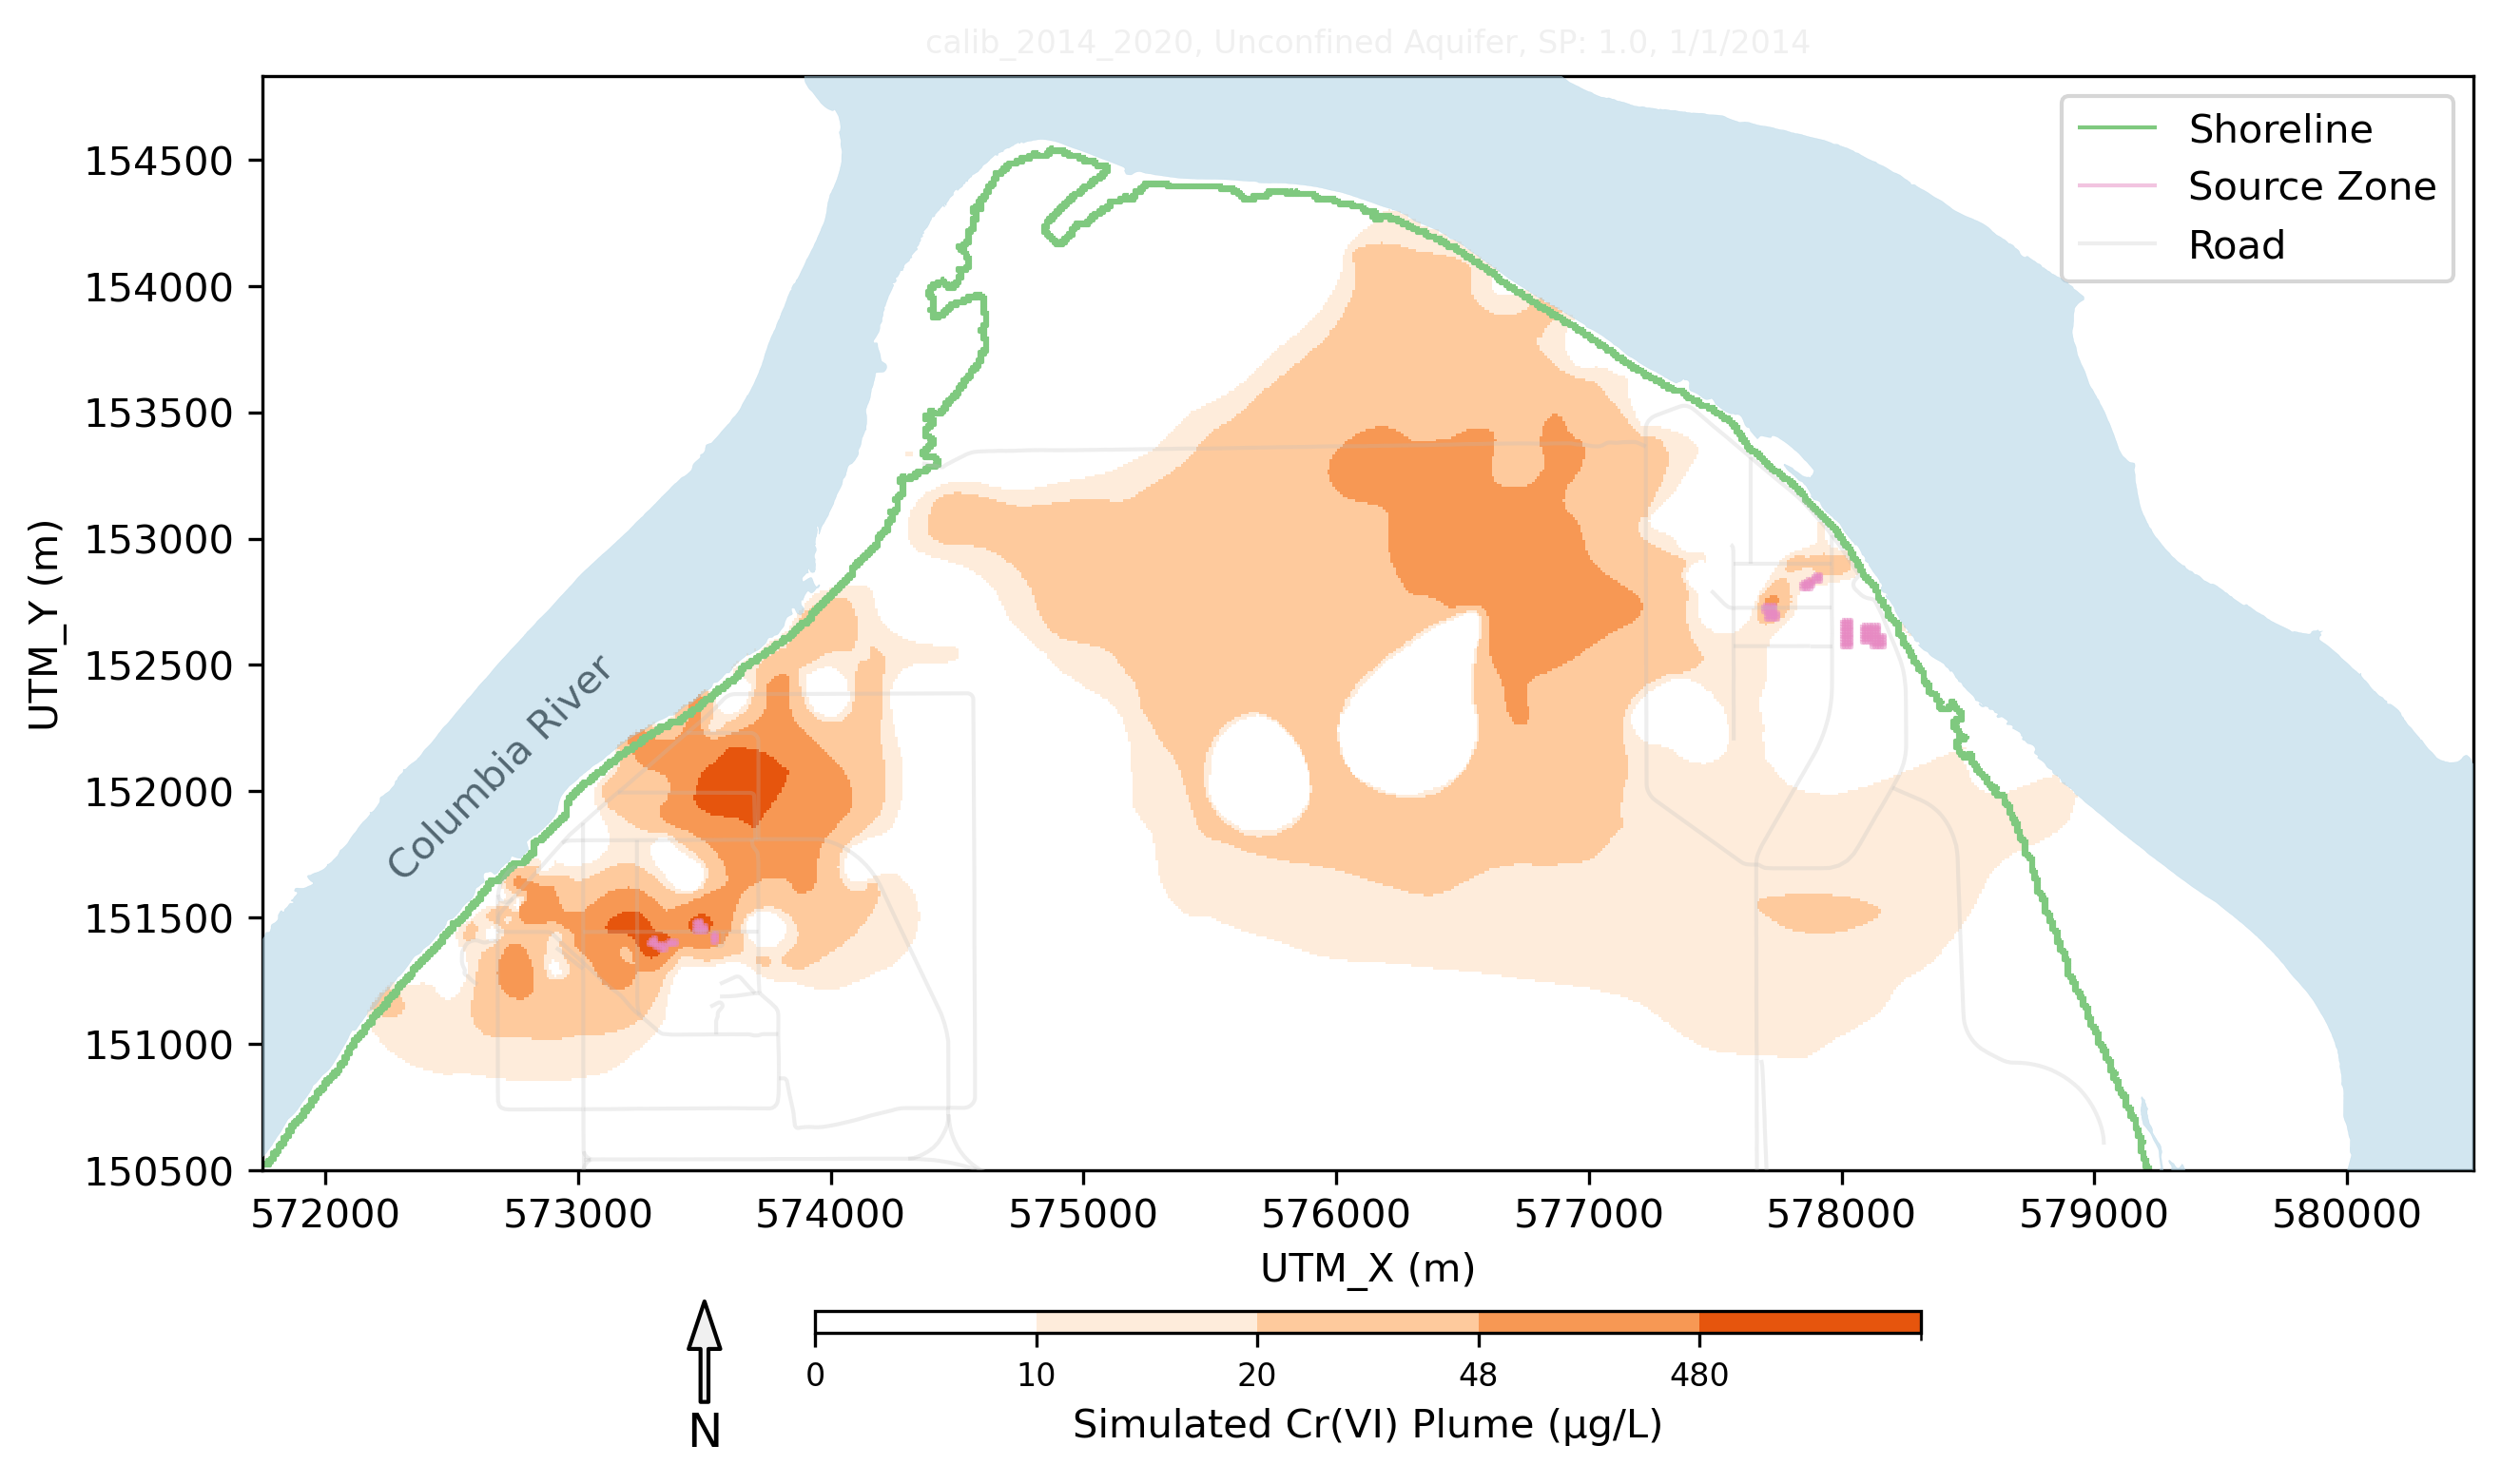 calib_2014_2020, Unconfined Aquifer, SP: 1.0, 1/1/2014
Shoreline
Source Zone
Road
154500
154000
153500
153000
152500
152000
151500
151000
150500
UTM_Y (m)
Columbia River
572000 573000 574000 575000 576000 577000 578000 579000 580000
UTM_X (m)
0 10 20 48 480
Simulated Cr(VI) Plume (µg/L)
N